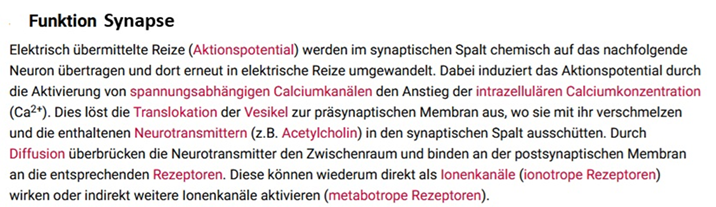 Funktion Synapse
Elektrisch übermittelte Reize (Aktionspotential) werden im synaptischen Spalt chemisch auf das nachfolgende
Neuron übertragen und dort erneut in elektrische Reize umgewandelt. Dabei induziert das Aktionspotential durch
die Aktivierung von spannungsabhängigen Calciumkanälen den Anstieg der intrazellulären Calciumkonzentration
(Ca²⁺). Dies löst die Translokation der Vesikel zur präsynaptischen Membran aus, wo sie mit ihr verschmelzen
und die enthaltenen Neurotransmittern (z.B. Acetylcholin) in den synaptischen Spalt ausschütten. Durch
Diffusion überbrücken die Neurotransmitter den Zwischenraum und binden an der postsynaptischen Membran
an die entsprechenden Rezeptoren. Diese können wiederum direkt als Ionenkanäle (ionotrope Rezeptoren)
wirken oder indirekt weitere Ionenkanäle aktivieren (metabotrope Rezeptoren).